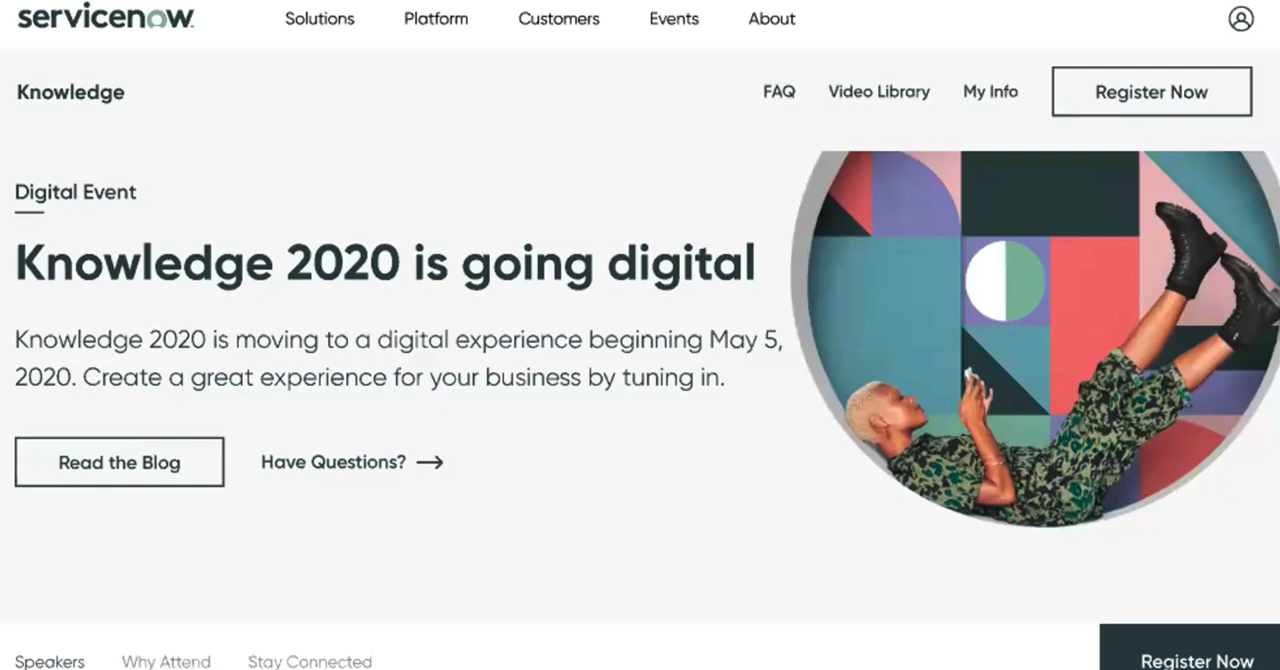 servicenow
Solutions Platform Customers Events About
Knowledge
FAQ Video Library My Info Register Now
Digital Event
Knowledge 2020 is going digital
Knowledge 2020 is moving to a digital experience beginning May 5,
2020. Create a great experience for your business by tuning in.
Read the Blog Have Questions?
Speakers Why Attend Stay Connected Register Now